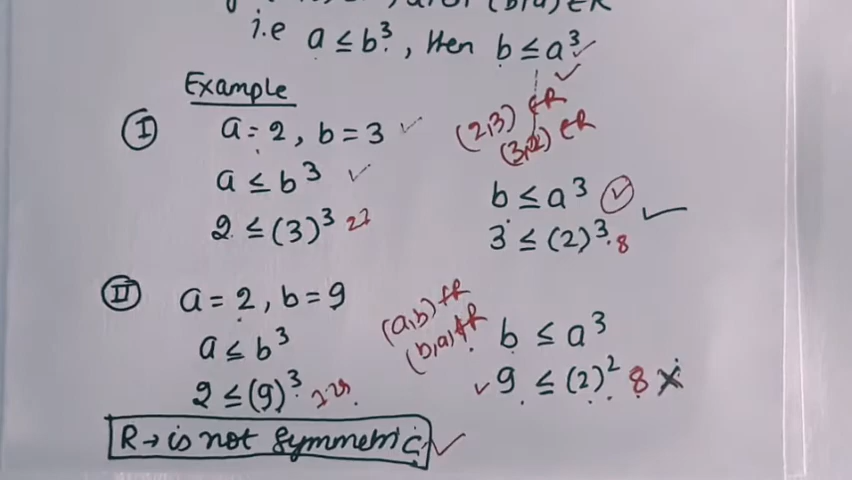 (b,a) ∈ R
i.e a ≤ b³, then b ≤ a³ ✓
Example
Ⓘ a = 2, b = 3 ✓
(2,3) ∈ R ✓
(3,2) ∈ R
a ≤ b³ ✓
b ≤ a³ ✓
2 ≤ (3)³ 27
3 ≤ (2)³ 8 ✓
Ⅱ a = 2, b = 9
(a,b) ∈ R
(b,a) ∉ R
a ≤ b³
b ≤ a³
2 ≤ (9)³ 729
✓ 9 ≤ (2)² 8 ✗
R → is not symmetric ✓